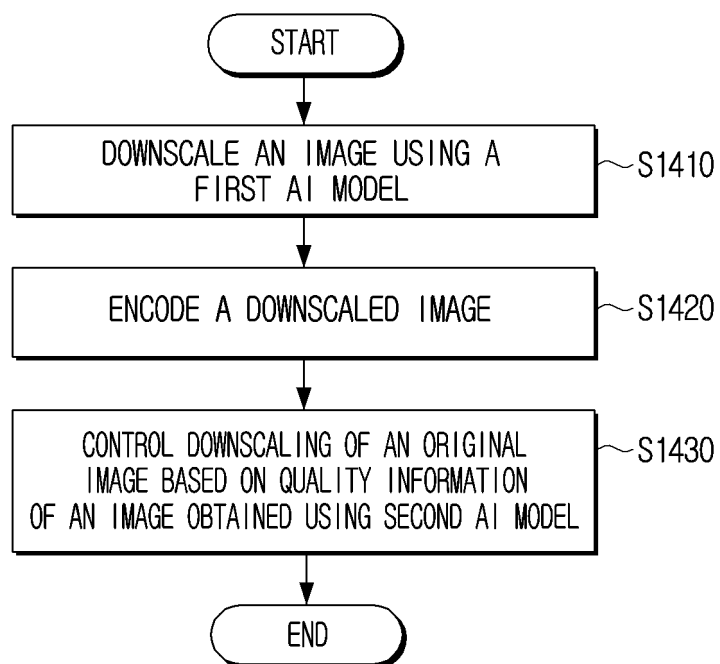 START
DOWNSCALE AN IMAGE USING A
FIRST AI MODEL
S1410
ENCODE A DOWNSCALED IMAGE
S1420
CONTROL DOWNSCALING OF AN ORIGINAL
IMAGE BASED ON QUALITY INFORMATION
OF AN IMAGE OBTAINED USING SECOND AI MODEL
S1430
END